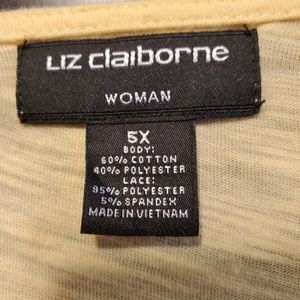 LIZ claiborne
WOMAN
5X
BODY:
60% COTTON
40% POLYESTER
LACE:
95% POLYESTER
5% SPANDEX
MADE IN VIETNAM